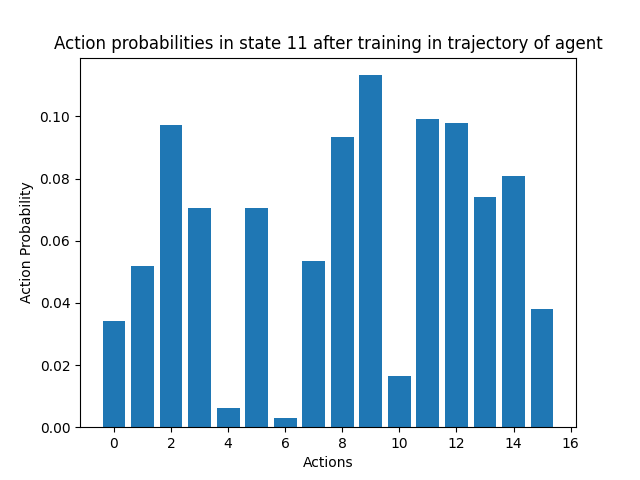 Action probabilities in state 11 after training in trajectory of agent
0.10
0.08
0.06
0.04
0.02
0.00
Action Probability
0 2 4 6 8 10 12 14 16
Actions